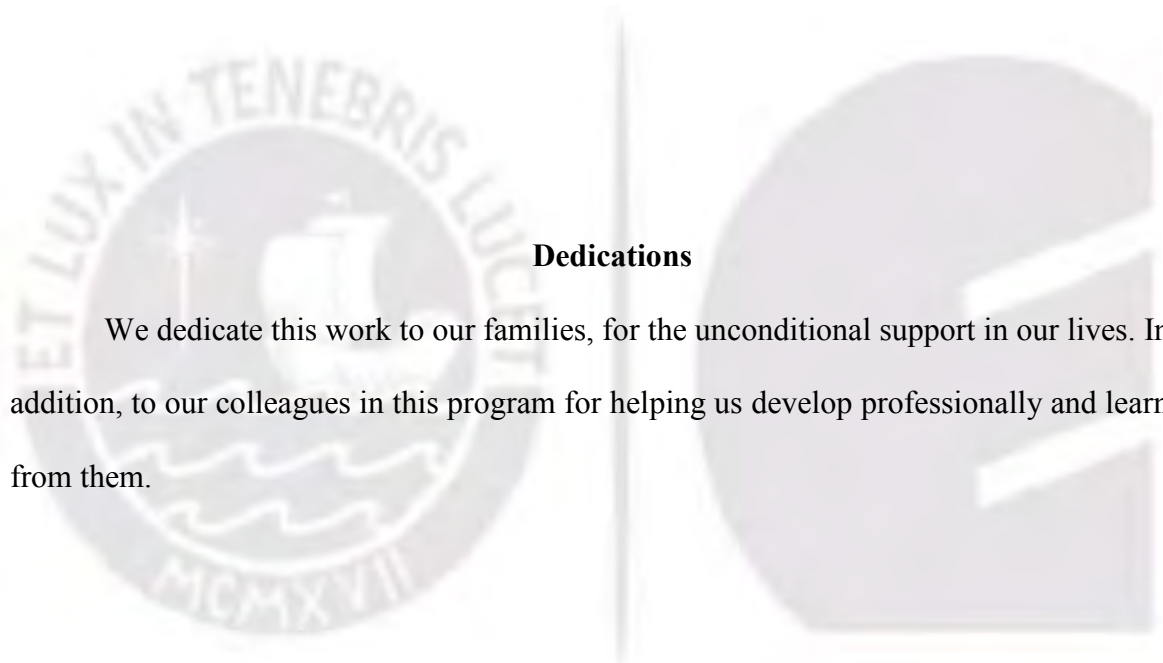 ET LUX IN TENEBRIS LUCET
MCMXVII
Dedications
We dedicate this work to our families, for the unconditional support in our lives. In
addition, to our colleagues in this program for helping us develop professionally and learn
from them.